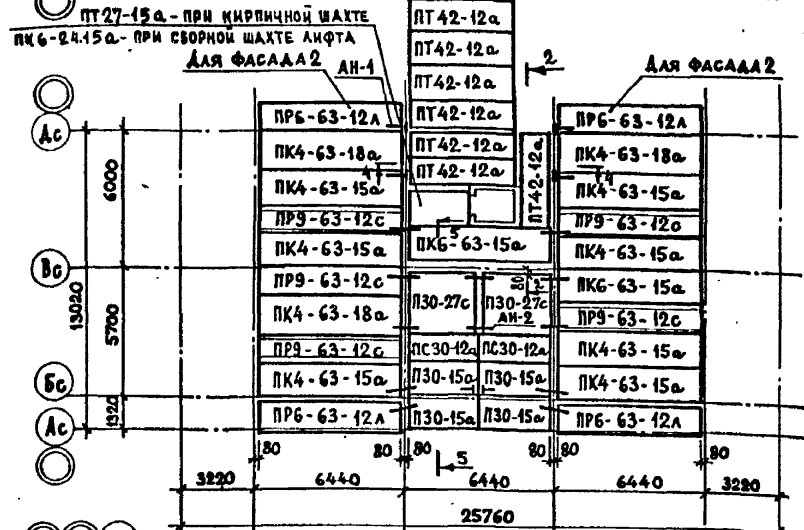 ПТ27-15а - ПРИ КИРПИЧНОЙ ШАХТЕ
ПК6-24.15а - ПРИ СБОРНОЙ ШАХТЕ ЛИФТА
ДЛЯ ФАСАДА 2
АН-1
ПТ42-12а
ПТ42-12а
ПТ42-12а
ПТ42-12а
ПТ42-12а
ПТ42-12а
ПТ42-12а
2
ДЛЯ ФАСАДА 2
Дс
Вс
Бс
Ас
6000
5700
1320
13020
ПР6-63-12л
ПК4-63-18а
4
ПК4-63-15а
ПР9-63-12с
ПК4-63-15а
ПР9-63-12с
ПК4-63-18а
ПР9-63-12с
ПК4-63-15а
ПР6-63-12л
5
ПК6-63-15а
80
2
П30-27с
П30-27с
АН-2
ПС30-12а
ПС30-12а
П30-15а
П30-15а
П30-15а
П30-15а
ПР6-63-12л
ПК4-63-18а
4
ПК4-63-15а
ПР9-63-12с
ПК4-63-15а
ПК6-63-15а
ПР9-63-12с
ПК4-63-15а
ПК4-63-15а
ПР6-63-12л
80
80
80
80
80
80
5
3220
6440
6440
6440
3220
25760